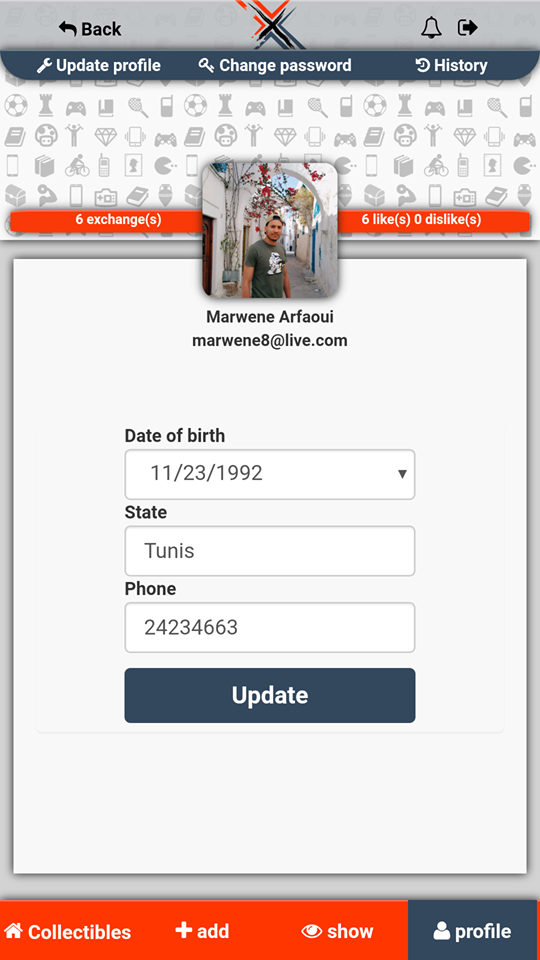 Back
Update profile Change password History
6 exchange(s) 6 like(s) 0 dislike(s)
Marwene Arfaoui
marwene8@live.com
Date of birth
11/23/1992
State
Tunis
Phone
24234663
Update
Collectibles add show profile